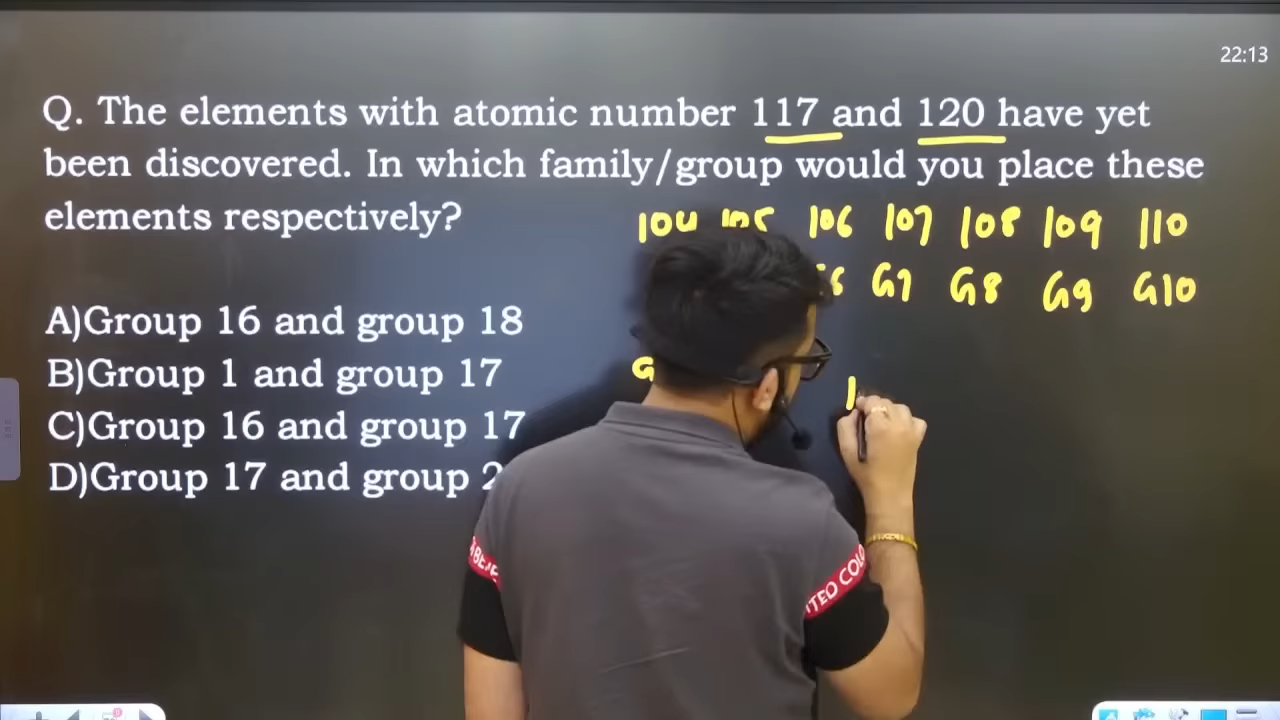 22:13
Q. The elements with atomic number 117 and 120 have yet
been discovered. In which family/group would you place these
elements respectively?
104 105 106 107 108 109 110
G7 G8 G9 G10
A)Group 16 and group 18
B)Group 1 and group 17
C)Group 16 and group 17
D)Group 17 and group 2